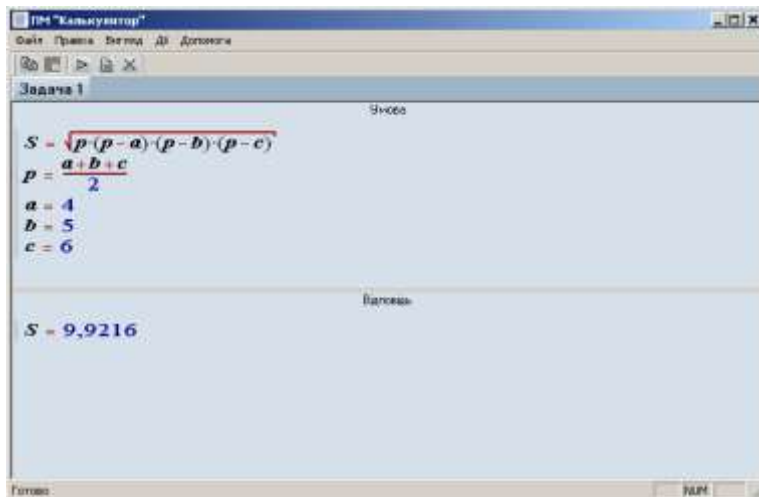 ПМ "Калькулятор"
Файл Правка Вигляд Дії Допомога
Задача 1
Умова
S = √p·(p-a)·(p-b)·(p-c)
p = a+b+c
2
a = 4
b = 5
c = 6
Відповідь
S = 9,9216
Готово NUM